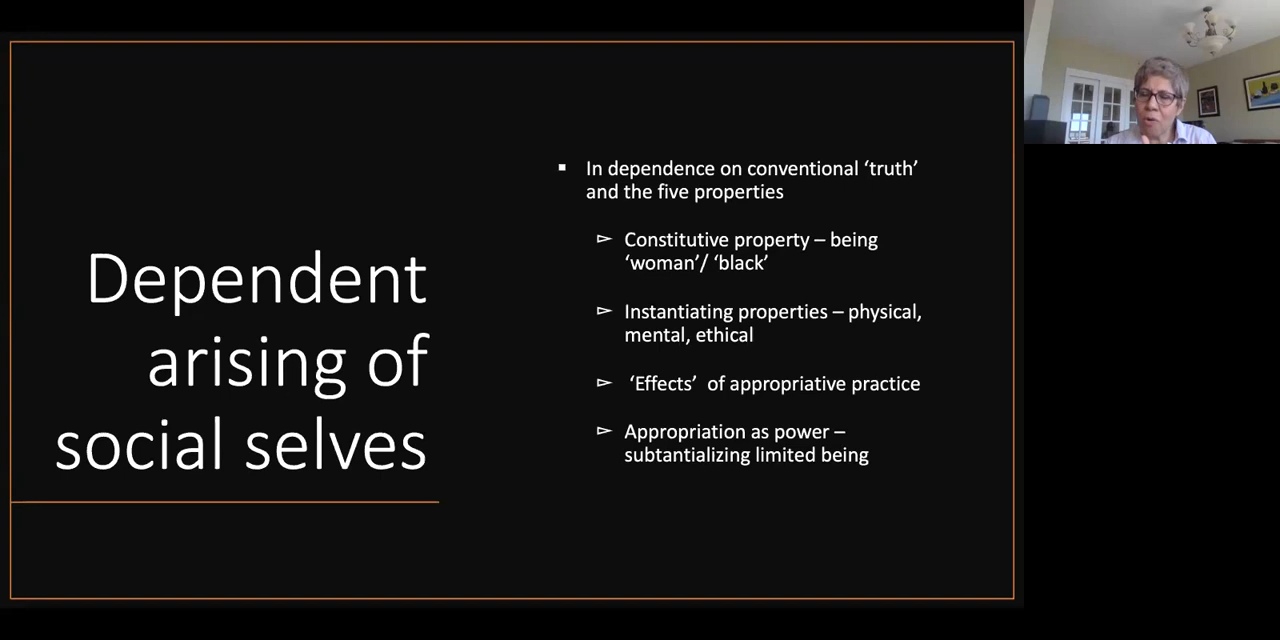 Dependent
arising of
social selves
▪ In dependence on conventional ‘truth’
and the five properties
➢ Constitutive property – being
‘woman’/ ‘black’
➢ Instantiating properties – physical,
mental, ethical
➢ ‘Effects’ of appropriative practice
➢ Appropriation as power –
subtantializing limited being